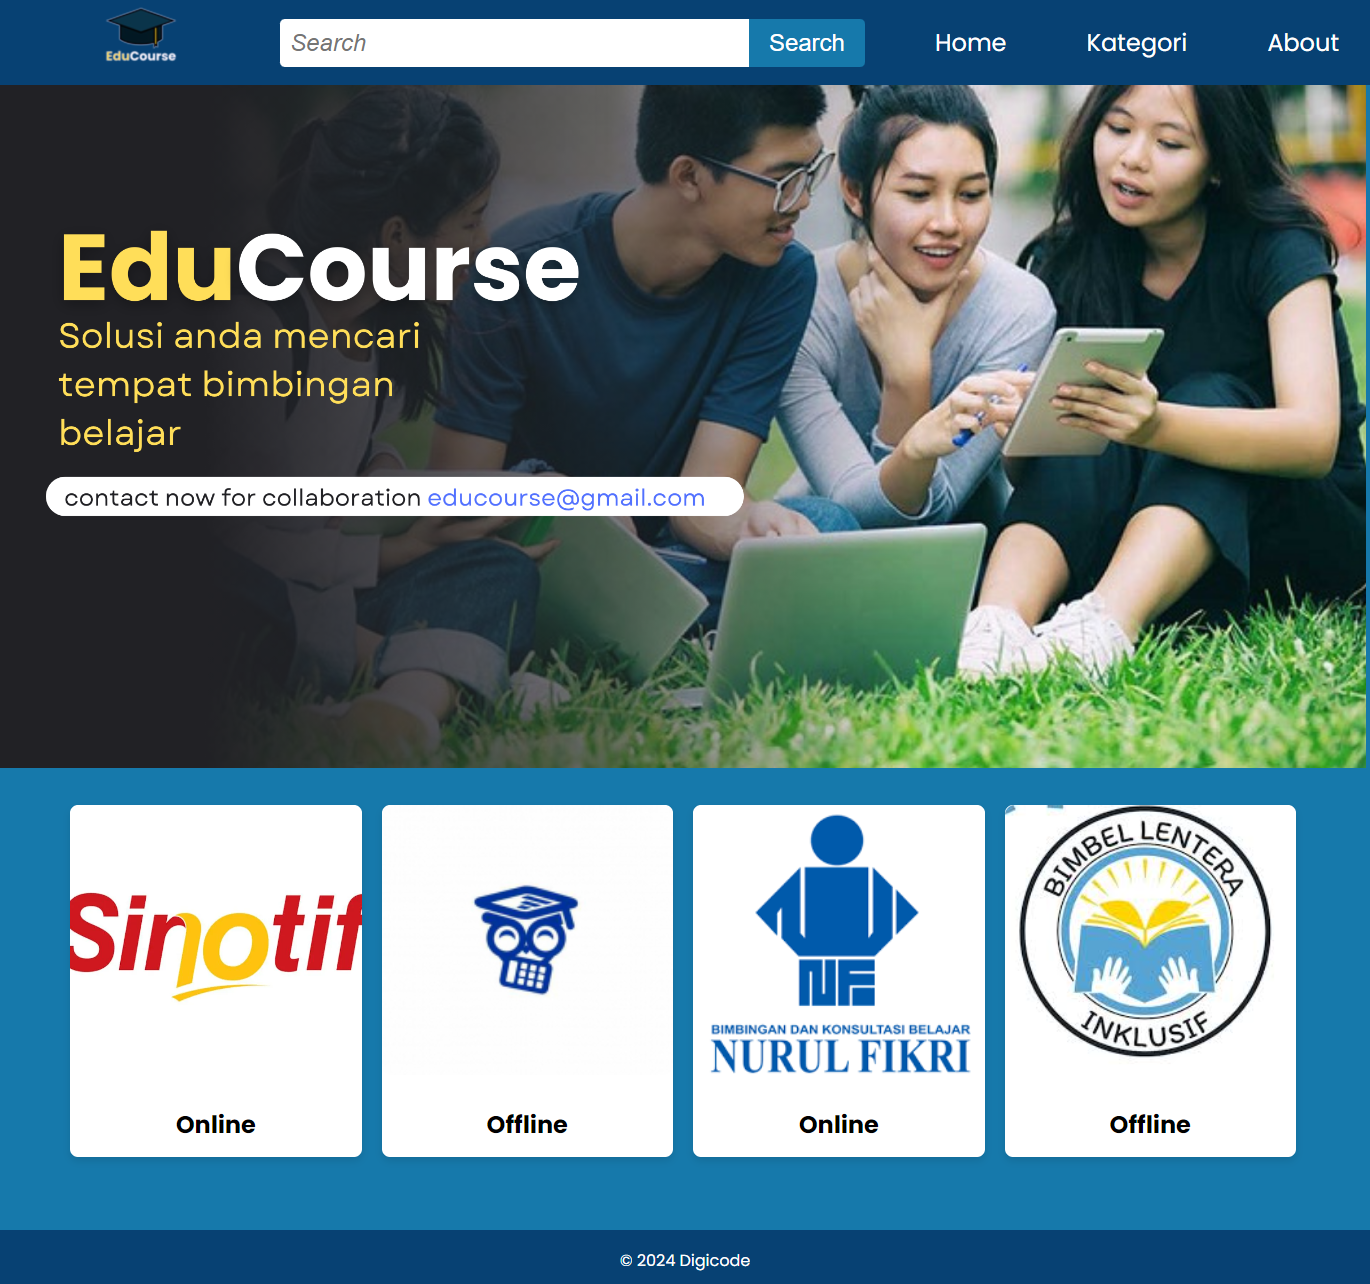 EduCourse
Search
Search
Home
Kategori
About
EduCourse
Solusi anda mencari
tempat bimbingan
belajar
contact now for collaboration educourse@gmail.com
Sinotif
NF
BIMBEL LENTERA
INKLUSIF
BIMBINGAN DAN KONSULTASI BELAJAR
NURUL FIKRI
Online
Offline
Online
Offline
© 2024 Digicode